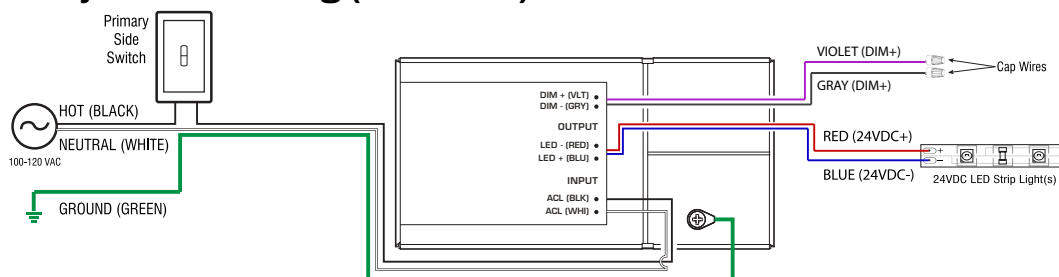 Primary
Side
Switch
HOT (BLACK)
NEUTRAL (WHITE)
100-120 VAC
GROUND (GREEN)
DIM + (VLT)
DIM - (GRY)
OUTPUT
LED - (RED)
LED + (BLU)
INPUT
ACL (BLK)
ACL (WHI)
VIOLET (DIM+)
GRAY (DIM+)
Cap Wires
RED (24VDC+)
BLUE (24VDC-)
+
–
24VDC LED Strip Light(s)